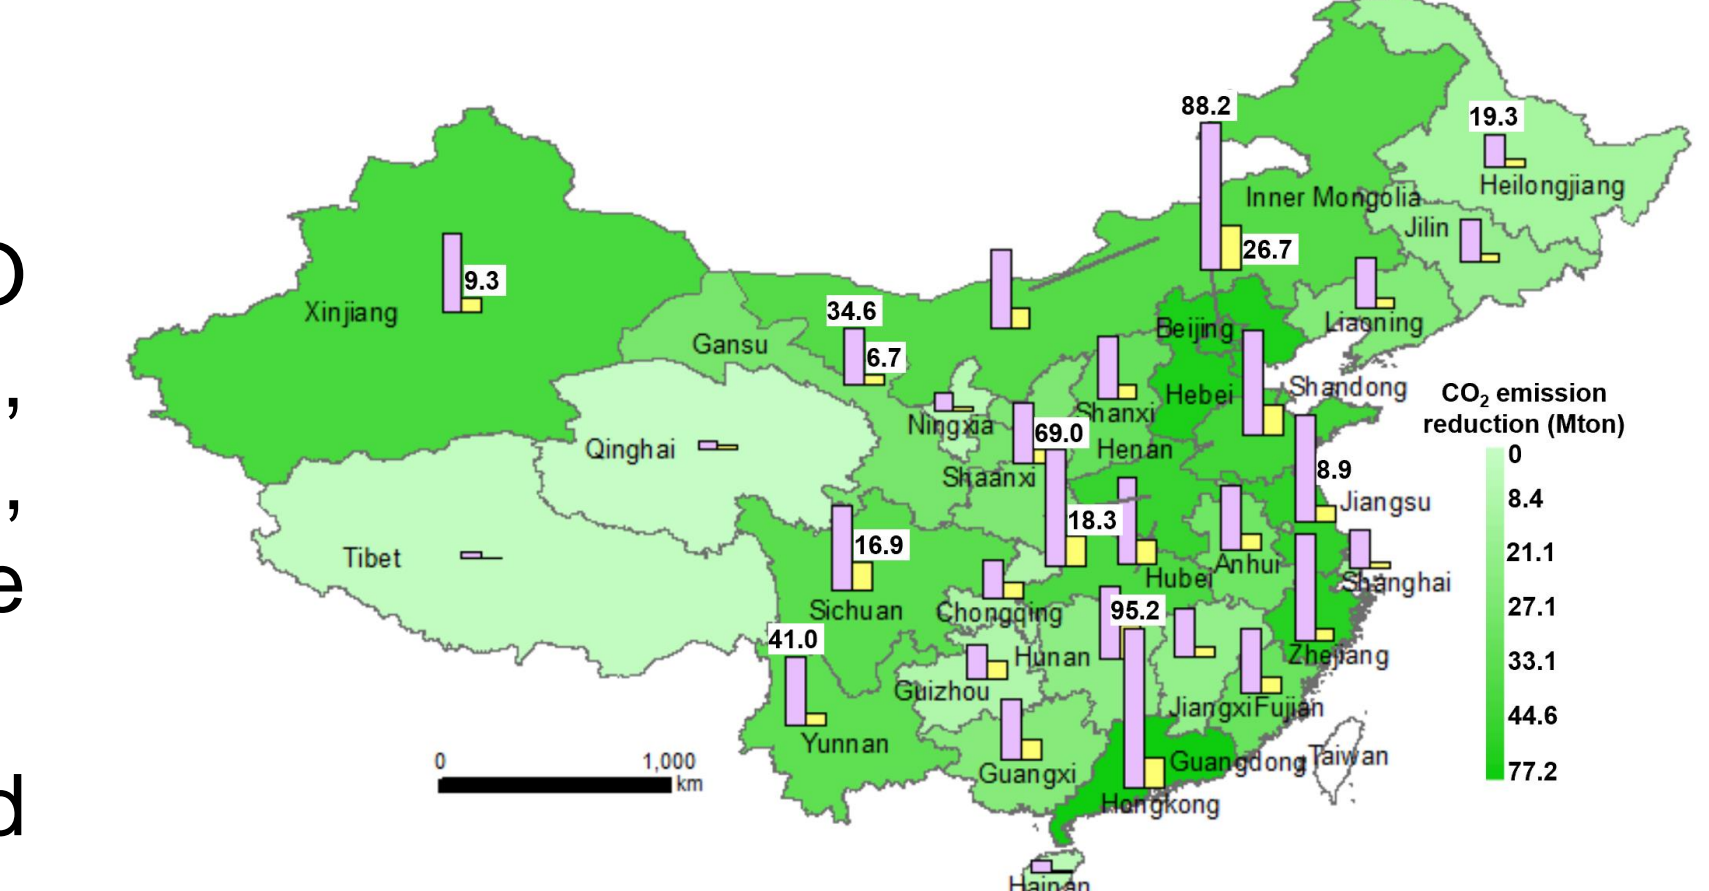 88.2
19.3
Heilongjiang
Inner Mongolia
Jilin
26.7
9.3
Xinjiang
34.6
6.7
Gansu
Beijing
Liaoning
Hebei
Shandong
CO2 emission
reduction (Mton)
0
8.4
21.1
27.1
33.1
44.6
77.2
Ningxia
Shanxi
69.0
Henan
Qinghai
Shaanxi
8.9
Jiangsu
18.3
16.9
Tibet
Anhui
Hubei
Shanghai
Sichuan
Chongqing
95.2
41.0
Hunan
Zhejiang
Guizhou
Jiangxi
Fujian
Yunnan
Guangxi
Guangdong
Taiwan
Hongkong
0
1,000
km
Hainan
,
,
e
d